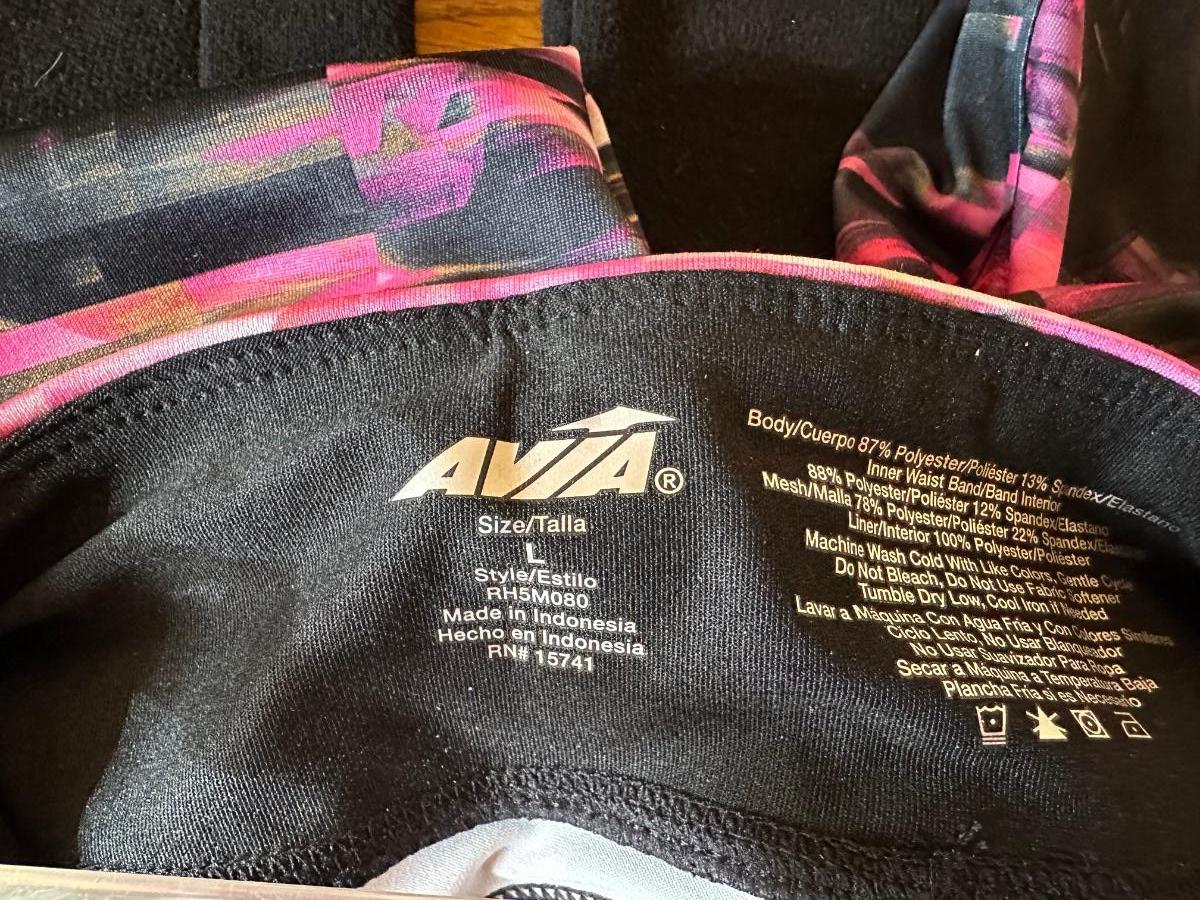 AVIA®
Size/Talla
L
Style/Estilo
RH5M080
Made in Indonesia
Hecho en Indonesia
RN# 15741
Body/Cuerpo 87% Polyester/Poliéster 13% Spandex/Elastano
Inner Waist Band/Band Interior
88% Polyester/Poliéster 12% Spandex/Elastano
Mesh/Malla 78% Polyester/Poliéster 22% Spandex/Elastano
Liner/Interior 100% Polyester/Poliéster
Machine Wash Cold With Like Colors, Gentle Cycle
Do Not Bleach, Do Not Use Fabric Softener
Tumble Dry Low, Cool Iron if Needed
Lavar a Máquina Con Agua Fria y Con Colores Similares
Ciclo Lento, No Usar Blanqueador
No Usar Suavizador Para Ropa
Secar a Máquina a Temperatura Baja
Plancha Fria si es Necesario